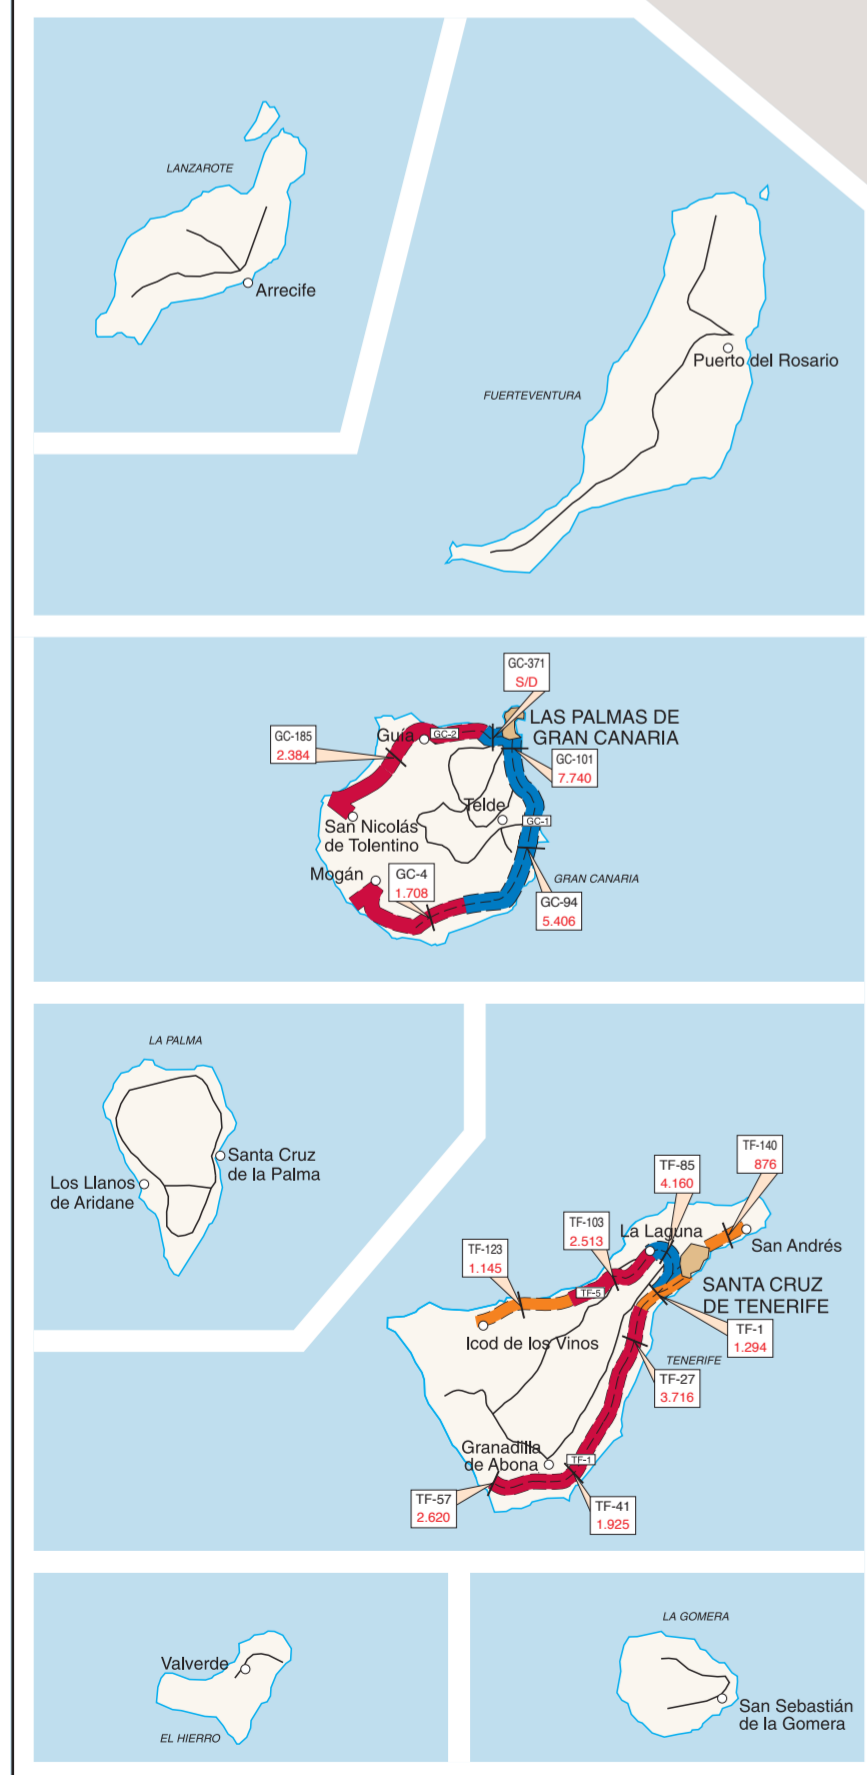 LANZAROTE
Arrecife
Puerto del Rosario
FUERTEVENTURA
GC-371
S/D
LAS PALMAS DE
GRAN CANARIA
GC-185
2.384
Guía
GC-2
GC-101
7.740
Telde
GC-1
San Nicolás
de Tolentino
Mogán
GC-4
1.708
GRAN CANARIA
GC-94
5.406
LA PALMA
Santa Cruz
de la Palma
Los Llanos
de Aridane
TF-140
876
TF-85
4.160
TF-103
2.513
La Laguna
San Andrés
TF-123
1.145
TF-5
SANTA CRUZ
DE TENERIFE
Icod de los Vinos
TF-1
1.294
TENERIFE
TF-27
3.716
Granadilla
de Abona
TF-1
TF-57
2.620
TF-41
1.925
LA GOMERA
Valverde
San Sebastián
de la Gomera
EL HIERRO